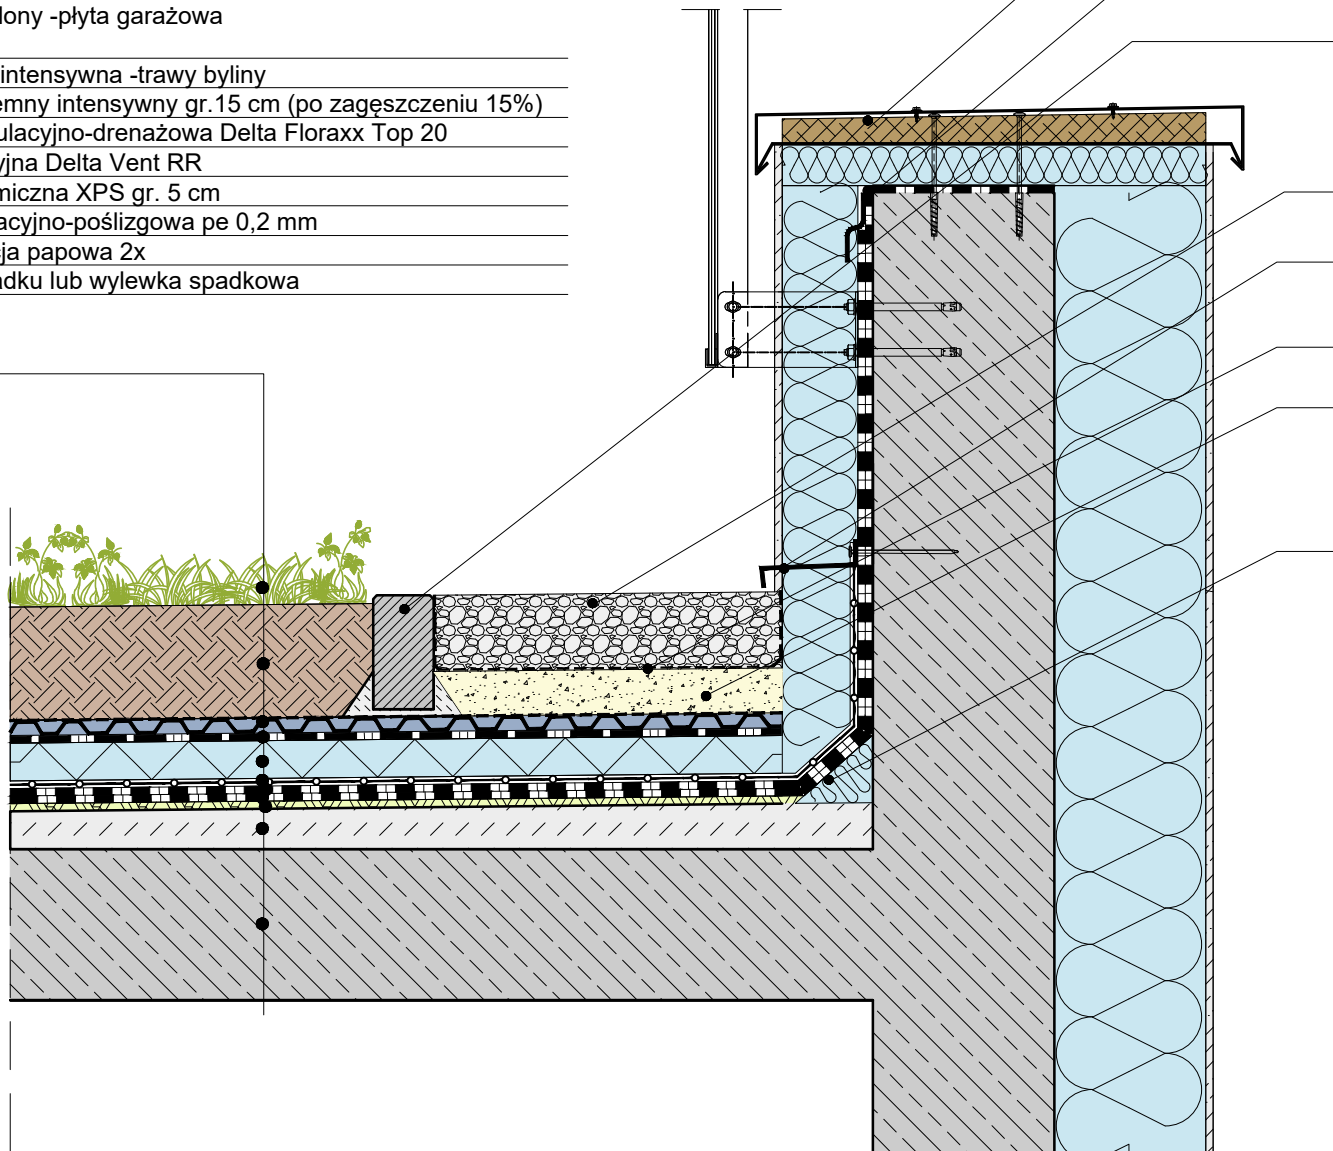 lony -płyta garażowa
intensywna -trawy byliny
emny intensywny gr.15 cm (po zagęszczeniu 15%)
ulacyjno-drenażowa Delta Floraxx Top 20
yjna Delta Vent RR
miczna XPS gr. 5 cm
acyjno-poślizgowa pe 0,2 mm
ja papowa 2x
adku lub wylewka spadkowa